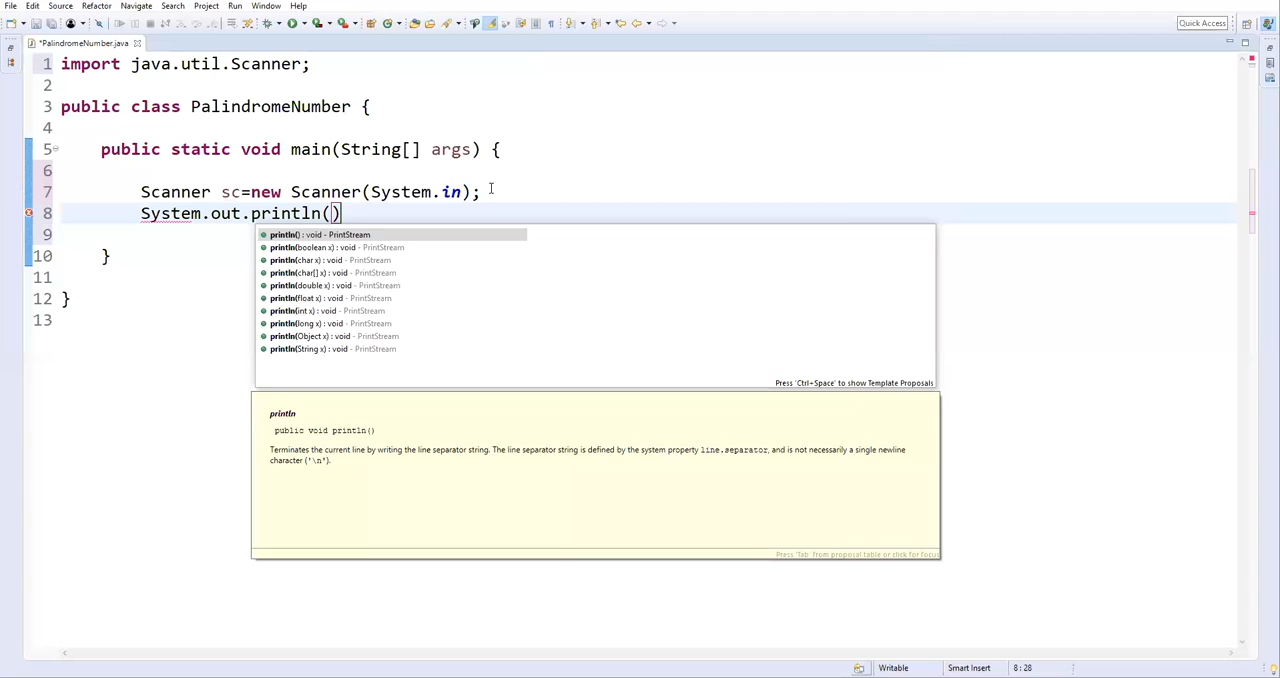 File Edit Source Refactor Navigate Search Project Run Window Help
Quick Access
*PalindromeNumber.java
1 import java.util.Scanner;
2
3 public class PalindromeNumber {
4
5 public static void main(String[] args) {
6
7 Scanner sc=new Scanner(System.in);
8 System.out.println()
9
10 }
11
12 }
13
println() : void - PrintStream
println(boolean x) : void - PrintStream
println(char x) : void - PrintStream
println(char[] x) : void - PrintStream
println(double x) : void - PrintStream
println(float x) : void - PrintStream
println(int x) : void - PrintStream
println(long x) : void - PrintStream
println(Object x) : void - PrintStream
println(String x) : void - PrintStream
Press 'Ctrl+Space' to show Template Proposals
println
public void println()
Terminates the current line by writing the line separator string. The line separator string is defined by the system property line.separator, and is not necessarily a single newline
character ('\n').
Press 'Tab' from proposal table or click for focus
Writable Smart Insert 8 : 28